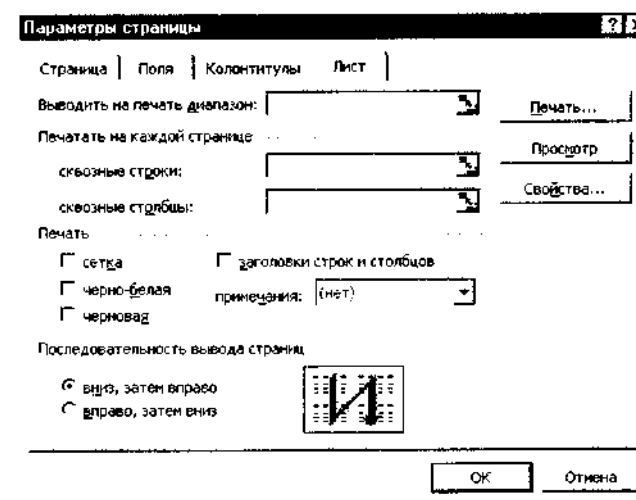 Параметры страницы
Страница Поля Колонтитулы Лист
Выводить на печать диапазон: Печать...
Печатать на каждой странице Просмотр
сквозные строки: Свойства...
сквозные столбцы:
Печать
сетка заголовки строк и столбцов
черно-белая примечания: (нет)
черновая
Последовательность вывода страниц
вниз, затем вправо
вправо, затем вниз
ОК Отмена